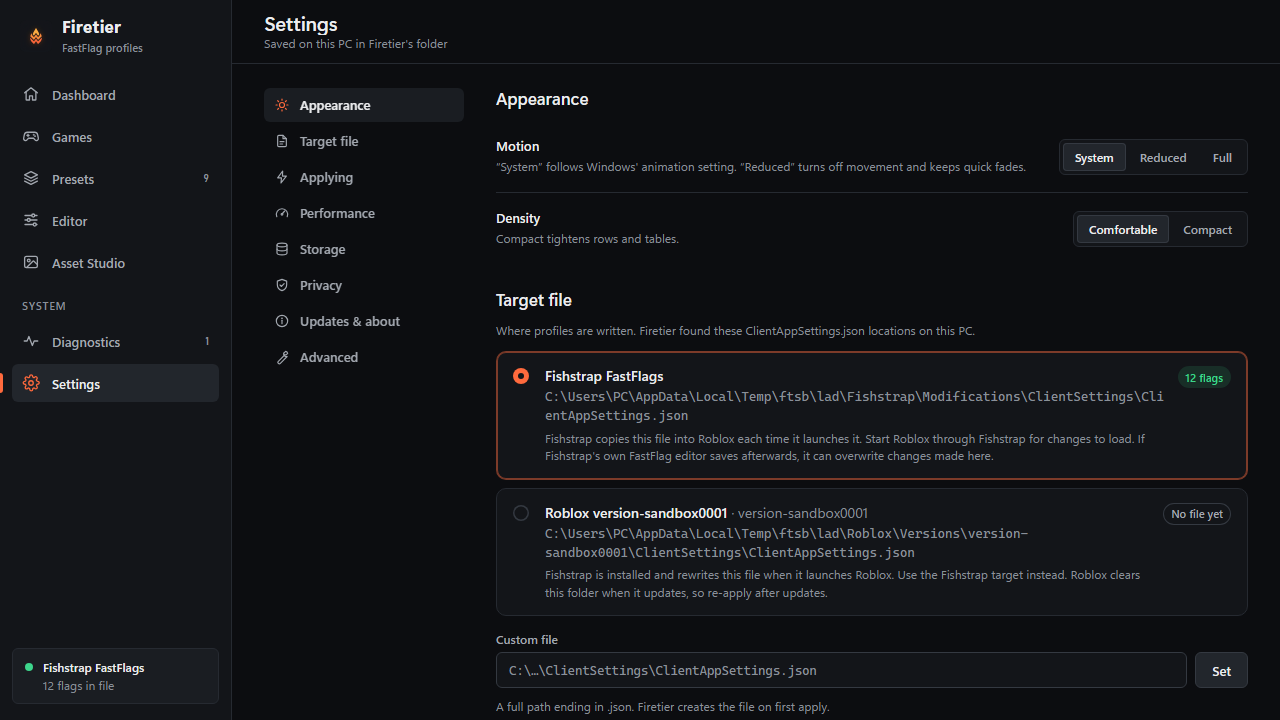 Firetier
FastFlag profiles
Dashboard
Games
Presets 9
Editor
Asset Studio
SYSTEM
Diagnostics 1
Settings
Fishstrap FastFlags
12 flags in file
Settings
Saved on this PC in Firetier's folder
Appearance
Target file
Applying
Performance
Storage
Privacy
Updates & about
Advanced
Appearance
Motion
"System" follows Windows' animation setting. "Reduced" turns off movement and keeps quick fades.
System Reduced Full
Density
Compact tightens rows and tables.
Comfortable Compact
Target file
Where profiles are written. Firetier found these ClientAppSettings.json locations on this PC.
Fishstrap FastFlags
12 flags
C:\Users\PC\AppData\Local\Temp\ftsb\lad\Fishstrap\Modifications\ClientSettings\Cli
entAppSettings.json
Fishstrap copies this file into Roblox each time it launches it. Start Roblox through Fishstrap for changes to load. If
Fishstrap's own FastFlag editor saves afterwards, it can overwrite changes made here.
Roblox version-sandbox0001 · version-sandbox0001
No file yet
C:\Users\PC\AppData\Local\Temp\ftsb\lad\Roblox\Versions\version-
sandbox0001\ClientSettings\ClientAppSettings.json
Fishstrap is installed and rewrites this file when it launches Roblox. Use the Fishstrap target instead. Roblox clears
this folder when it updates, so re-apply after updates.
Custom file
C:\…\ClientSettings\ClientAppSettings.json
Set
A full path ending in .json. Firetier creates the file on first apply.